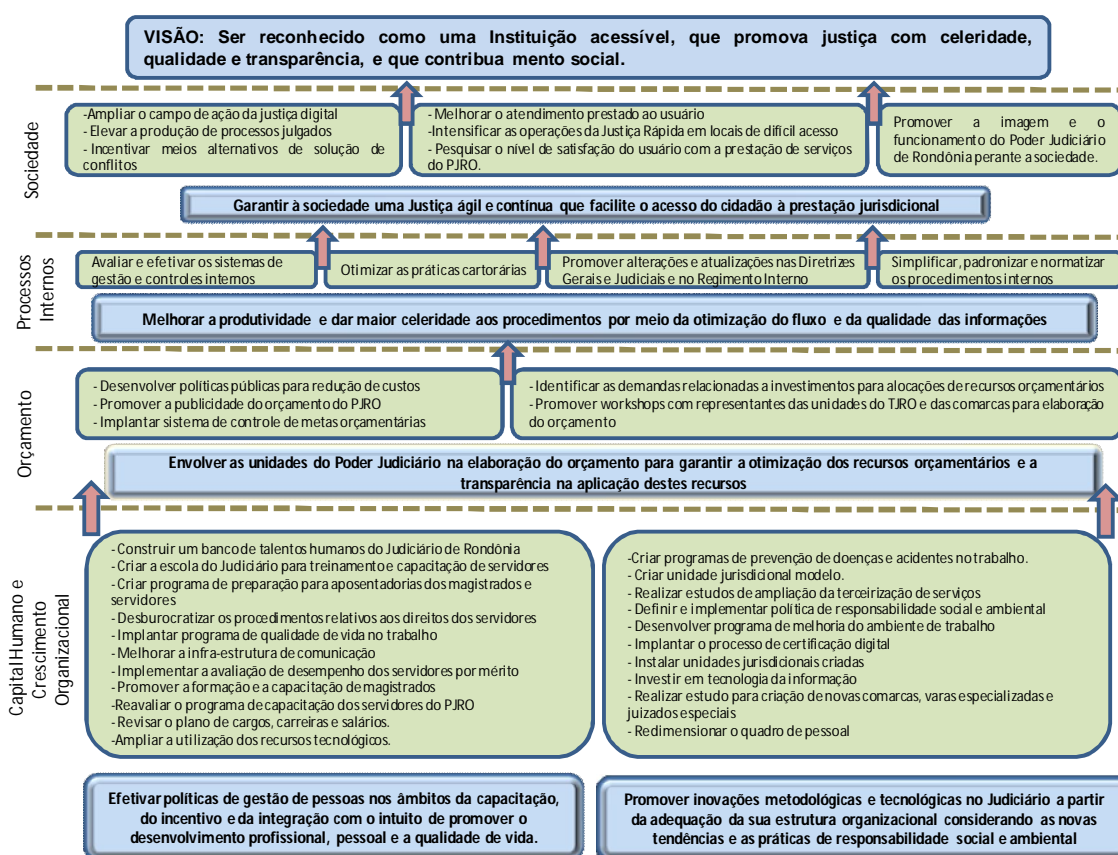 VISÃO: Ser reconhecido como uma Instituição acessível, que promova justiça com celeridade,
qualidade e transparência, e que contribua mento social.
Sociedade
-Ampliar o campo de ação da justiça digital
- Elevar a produção de processos julgados
- Incentivar meios alternativos de solução de
conflitos
- Melhorar o atendimento prestado ao usuário
-Intensificar as operações da Justiça Rápida em locais de difícil acesso
- Pesquisar o nível de satisfação do usuário com a prestação de serviços
do PJRO.
Promover a imagem e o
funcionamento do Poder Judiciário
de Rondônia perante a sociedade.
Garantir à sociedade uma Justiça ágil e contínua que facilite o acesso do cidadão à prestação jurisdicional
Processos
Internos
Avaliar e efetivar os sistemas de
gestão e controles internos
Otimizar as práticas cartorárias
Promover alterações e atualizações nas Diretrizes
Gerais e Judiciais e no Regimento Interno
Simplificar, padronizar e normatizar
os procedimentos internos
Melhorar a produtividade e dar maior celeridade aos procedimentos por meio da otimização do fluxo e da qualidade das informações
Orçamento
- Desenvolver políticas públicas para redução de custos
- Promover a publicidade do orçamento do PJRO
- Implantar sistema de controle de metas orçamentárias
- Identificar as demandas relacionadas a investimentos para alocações de recursos orçamentários
- Promover workshops com representantes das unidades do TJRO e das comarcas para elaboração
do orçamento
Envolver as unidades do Poder Judiciário na elaboração do orçamento para garantir a otimização dos recursos orçamentários e a
transparência na aplicação destes recursos
Capital Humano e
Crescimento
Organizacional
- Construir um banco de talentos humanos do Judiciário de Rondônia
- Criar a escola do Judiciário para treinamento e capacitação de servidores
- Criar programa de preparação para aposentadorias dos magistrados e
servidores
- Desburocratizar os procedimentos relativos aos direitos dos servidores
- Implantar programa de qualidade de vida no trabalho
- Melhorar a infra-estrutura de comunicação
- Implementar a avaliação de desempenho dos servidores por mérito
- Promover a formação e a capacitação de magistrados
-Reavaliar o programa de capacitação dos servidores do PJRO
- Revisar o plano de cargos, carreiras e salários.
-Ampliar a utilização dos recursos tecnológicos.
-Criar programas de prevenção de doenças e acidentes no trabalho.
- Criar unidade jurisdicional modelo.
- Realizar estudos de ampliação da terceirização de serviços
- Definir e implementar política de responsabilidade social e ambiental
- Desenvolver programa de melhoria do ambiente de trabalho
- Implantar o processo de certificação digital
- Instalar unidades jurisdicionais criadas
- Investir em tecnologia da informação
- Realizar estudo para criação de novas comarcas, varas especializadas e
juizados especiais
- Redimensionar o quadro de pessoal
Efetivar políticas de gestão de pessoas nos âmbitos da capacitação,
do incentivo e da integração com o intuito de promover o
desenvolvimento profissional, pessoal e a qualidade de vida.
Promover inovações metodológicas e tecnológicas no Judiciário a partir
da adequação da sua estrutura organizacional considerando as novas
tendências e as práticas de responsabilidade social e ambiental